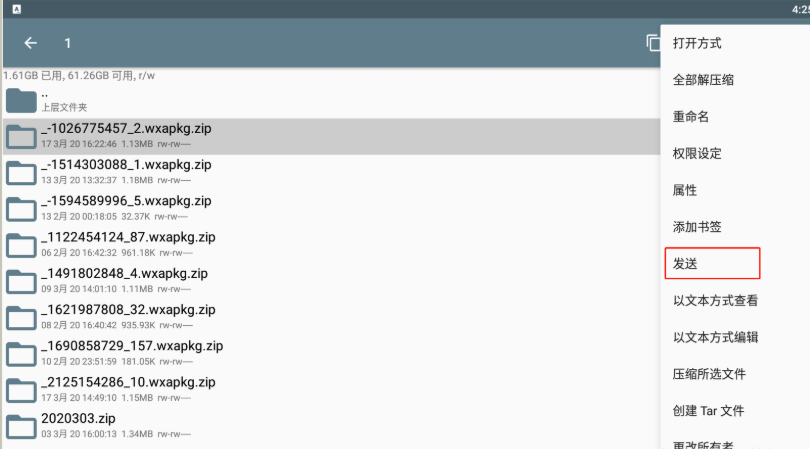 A
4:25
1
1.61GB 已用, 61.26GB 可用, r/w
..
上层文件夹
_-1026775457_2.wxapkg.zip
17 3月 20 16:22:46 1.13MB rw-rw----
_-1514303088_1.wxapkg.zip
13 3月 20 13:32:37 1.18MB rw-rw----
_-1594589996_5.wxapkg.zip
13 2月 20 00:18:05 32.37K rw-rw----
_1122454124_87.wxapkg.zip
06 2月 20 16:42:32 961.18K rw-rw----
_1491802848_4.wxapkg.zip
09 3月 20 14:01:10 1.11MB rw-rw----
_1621987808_32.wxapkg.zip
08 2月 20 16:40:42 935.93K rw-rw----
_1690858729_157.wxapkg.zip
10 2月 20 23:51:59 181.05K rw-rw----
_2125154286_10.wxapkg.zip
17 3月 20 14:49:10 1.15MB rw-rw----
2020303.zip
03 3月 20 16:00:13 1.34MB rw-rw----
打开方式
全部解压缩
重命名
权限设定
属性
添加书签
发送
以文本方式查看
以文本方式编辑
压缩所选文件
创建 Tar 文件
更改所有者